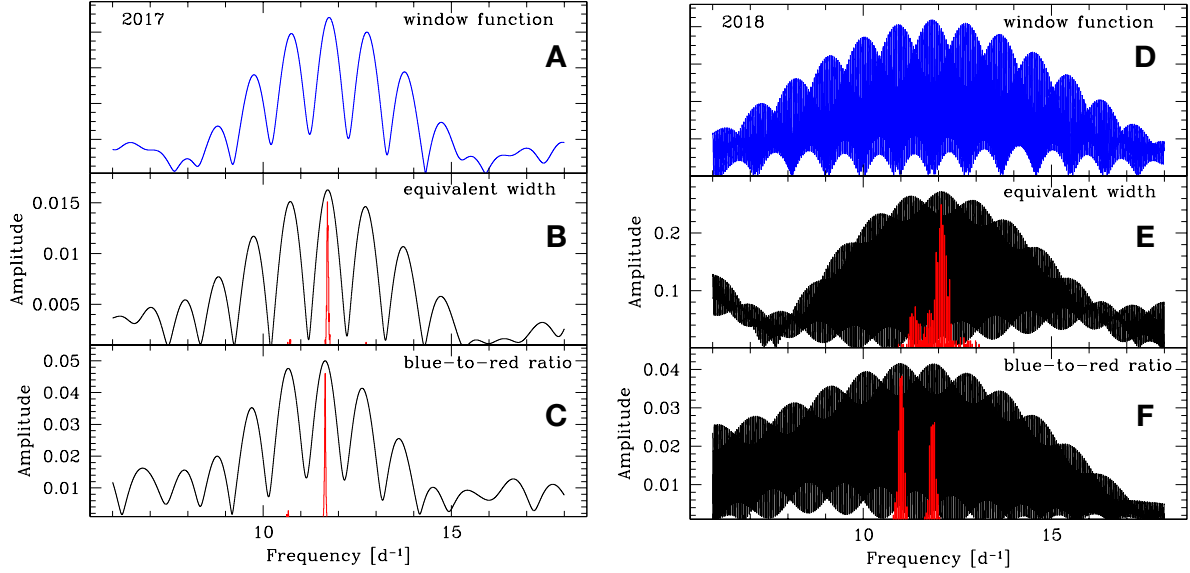 2017
window function
A
equivalent width
B
0.015
0.01
0.005
Amplitude
blue-to-red ratio
C
0.05
0.04
0.03
0.02
0.01
Amplitude
10
15
Frequency [d⁻¹]
2018
window function
D
equivalent width
E
0.2
0.1
Amplitude
blue-to-red ratio
F
0.04
0.03
0.02
0.01
Amplitude
10
15
Frequency [d⁻¹]